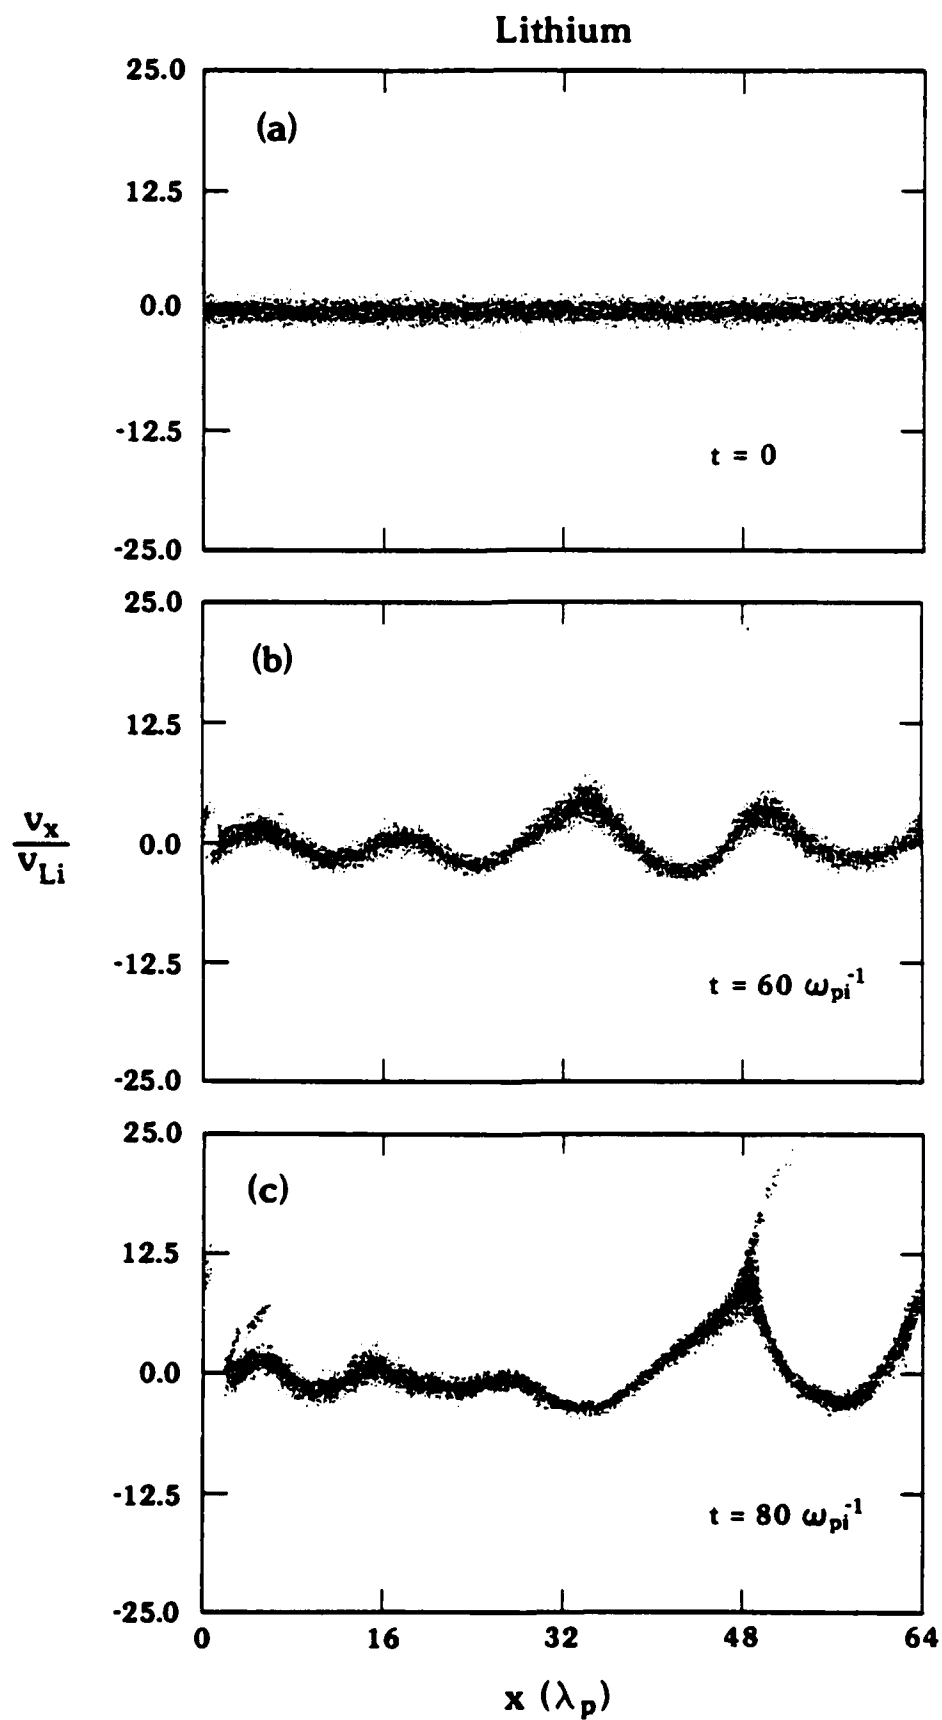 Lithium
25.0
(a)
12.5
0.0
-12.5
t = 0
-25.0
25.0
(b)
12.5
v_x
v_Li
0.0
-12.5
t = 60 ω_pi^-1
-25.0
25.0
(c)
12.5
0.0
-12.5
t = 80 ω_pi^-1
-25.0
0 16 32 48 64
x (λ_p)